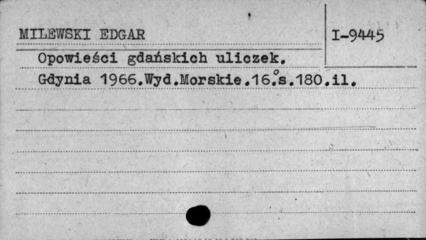 MILEWSKI EDGAR
I-9445
Opowieści gdańskich uliczek.
Gdynia 1966.Wyd.Morskie.16°s.180.il.